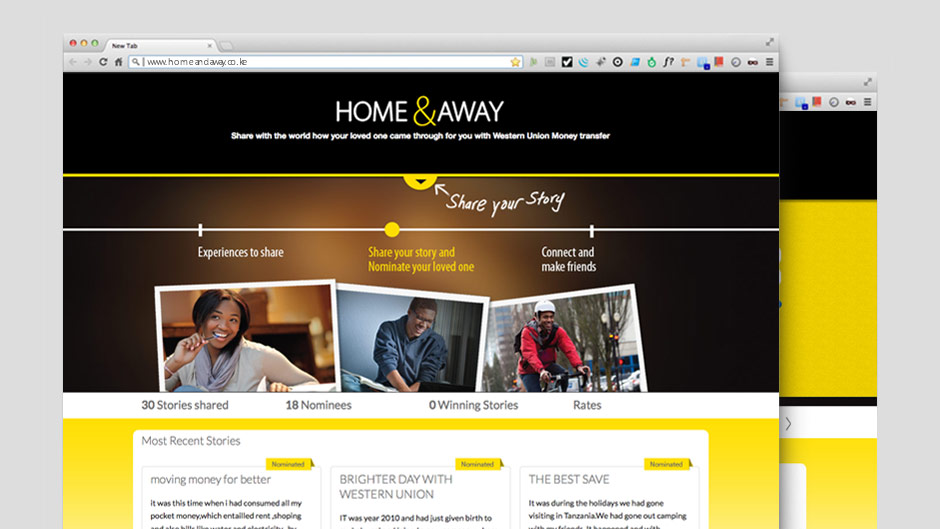 New Tab
www.homeandaway.co.ke
HOME & AWAY
Share with the world how your loved one came through for you with Western Union Money transfer
Share your Story
Experiences to share
Share your story and
Nominate your loved one
Connect and
make friends
30 Stories shared
18 Nominees
0 Winning Stories
Rates
Most Recent Stories
Nominated
Nominated
Nominated
moving money for better
BRIGHTER DAY WITH
WESTERN UNION
THE BEST SAVE
it was this time when i had consumed all my
pocket money,which entailled rent ,shoping
and also bills like water and electricity
IT was year 2010 and had just given birth to
It was during the holidays we had gone
visiting in Tanzania.We had gone out camping
with my friends. It happened and with